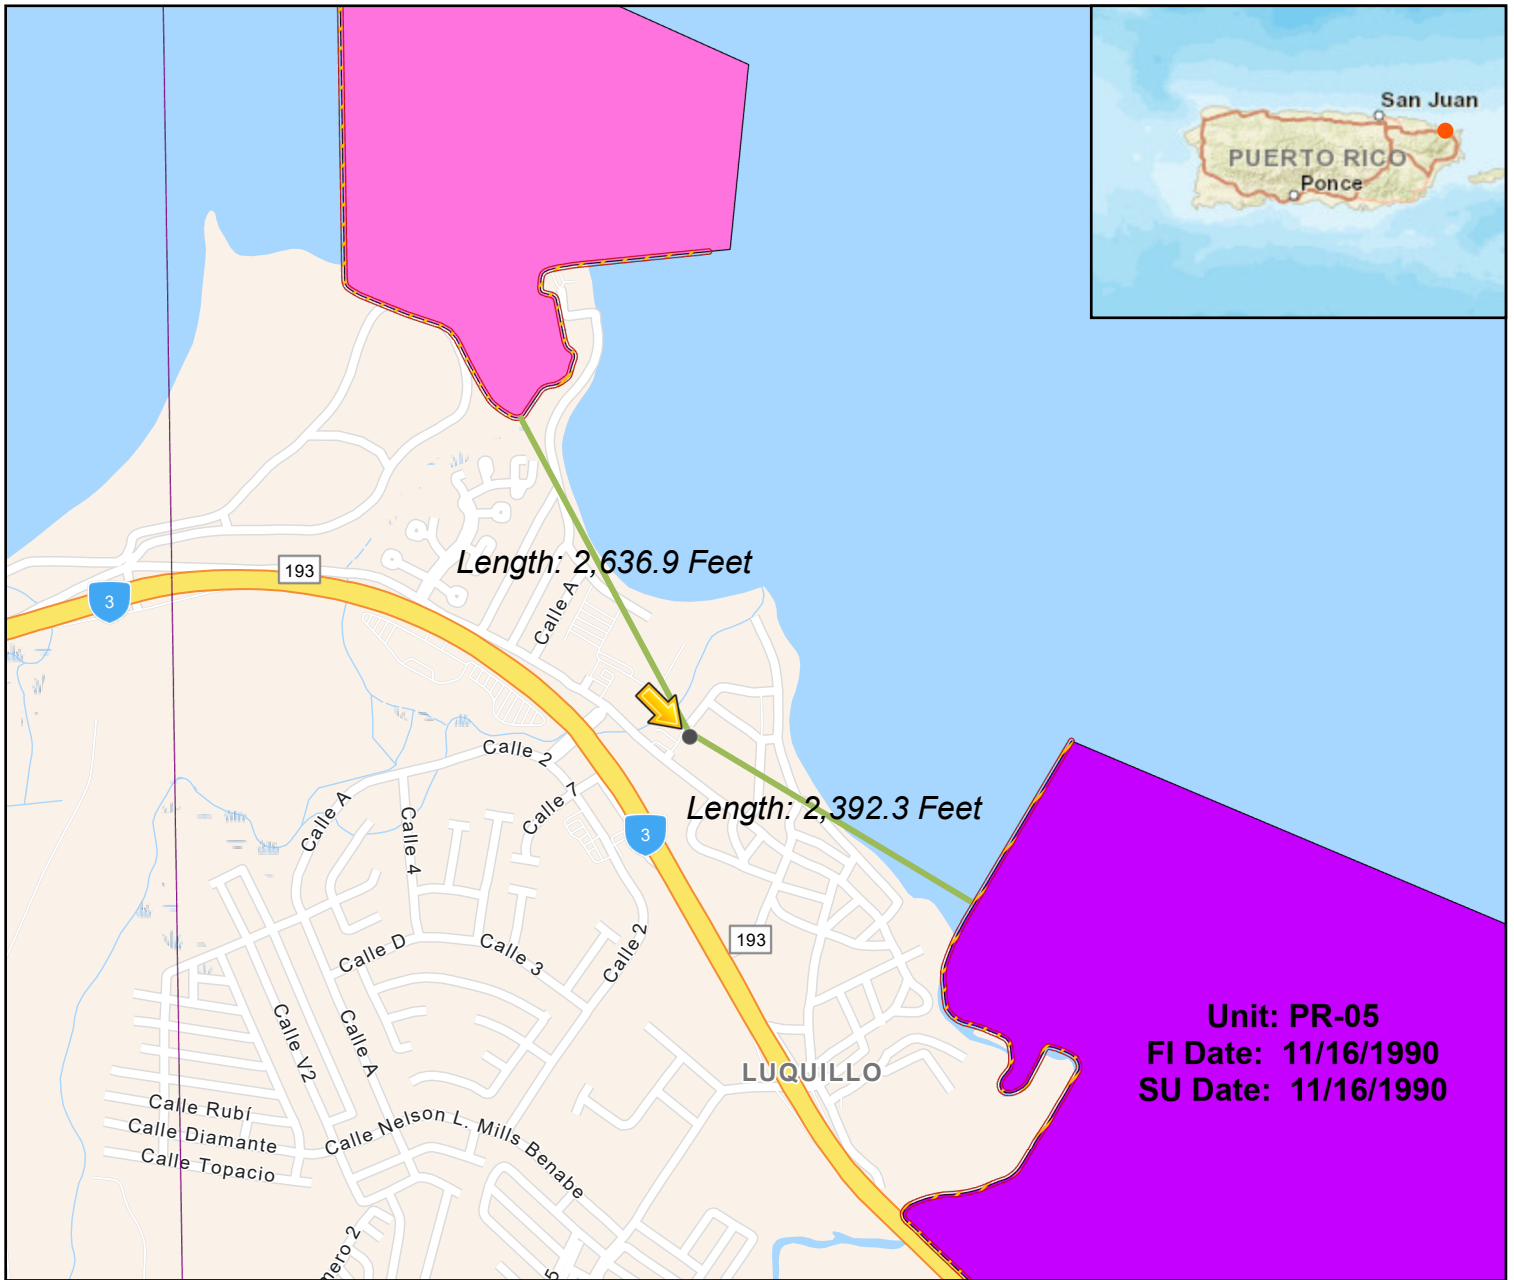 San Juan
PUERTO RICO
Ponce
Length: 2,636.9 Feet
193
3
Calle A
Calle 2
Calle A
Calle 7
Length: 2,392.3 Feet
Calle 4
3
193
Calle D
Calle 3
Calle 2
Calle V2
Calle A
Unit: PR-05
FI Date: 11/16/1990
SU Date: 11/16/1990
LUQUILLO
Calle Rubí
Calle Diamante
Calle Topacio
Calle Nelson L. Mills Benabe
mero 2
5